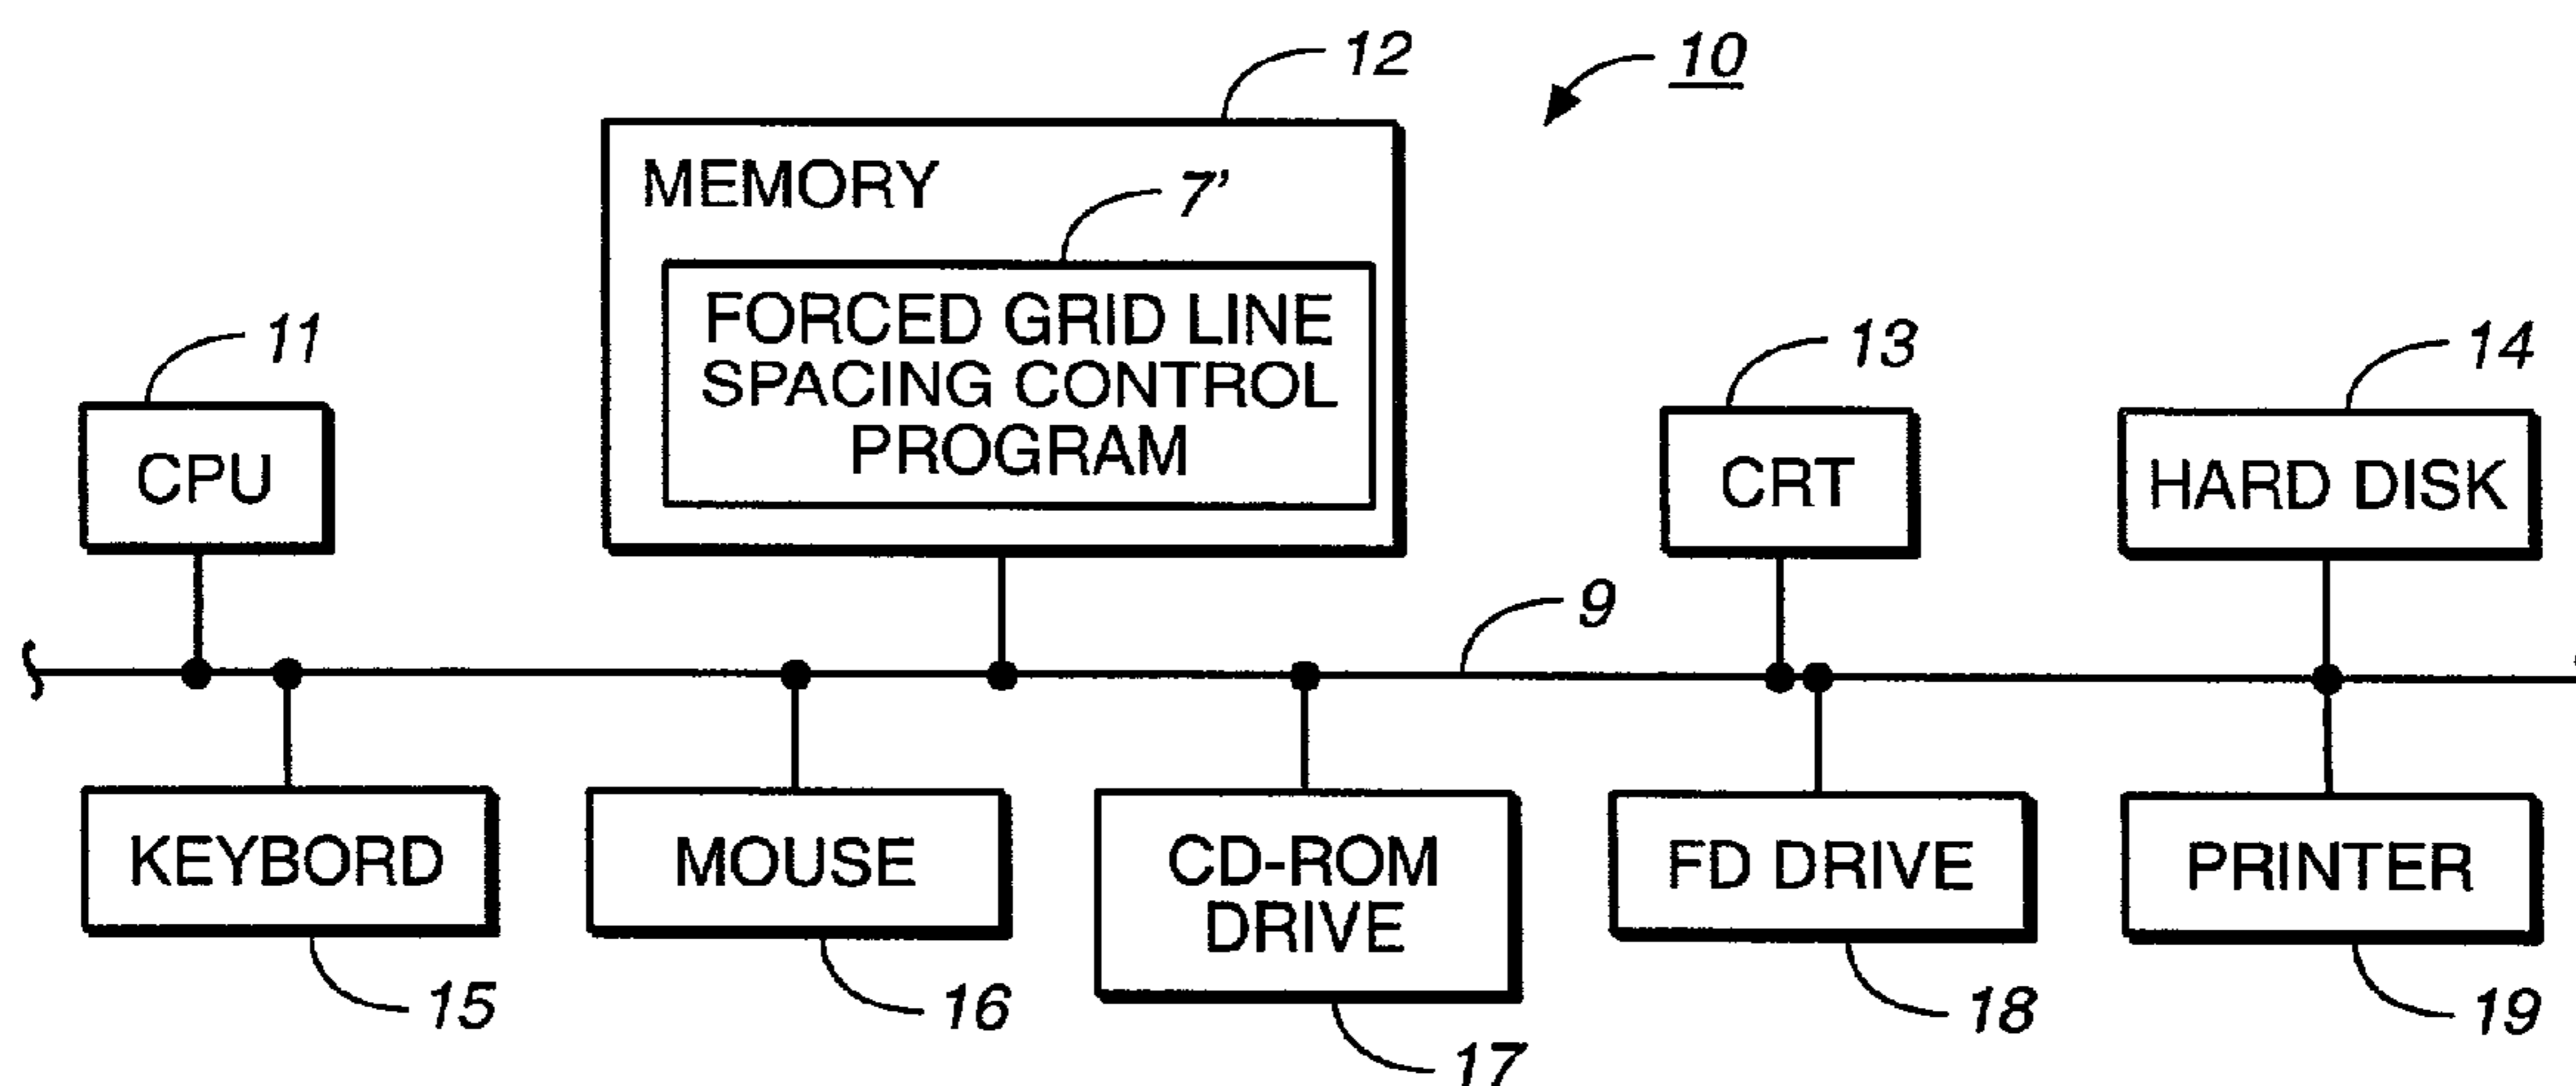 12
10
MEMORY
7'
FORCED GRID LINE
SPACING CONTROL
PROGRAM
11
CPU
13
CRT
14
HARD DISK
9
KEYBORD
15
MOUSE
16
CD-ROM
DRIVE
17
FD DRIVE
18
PRINTER
19